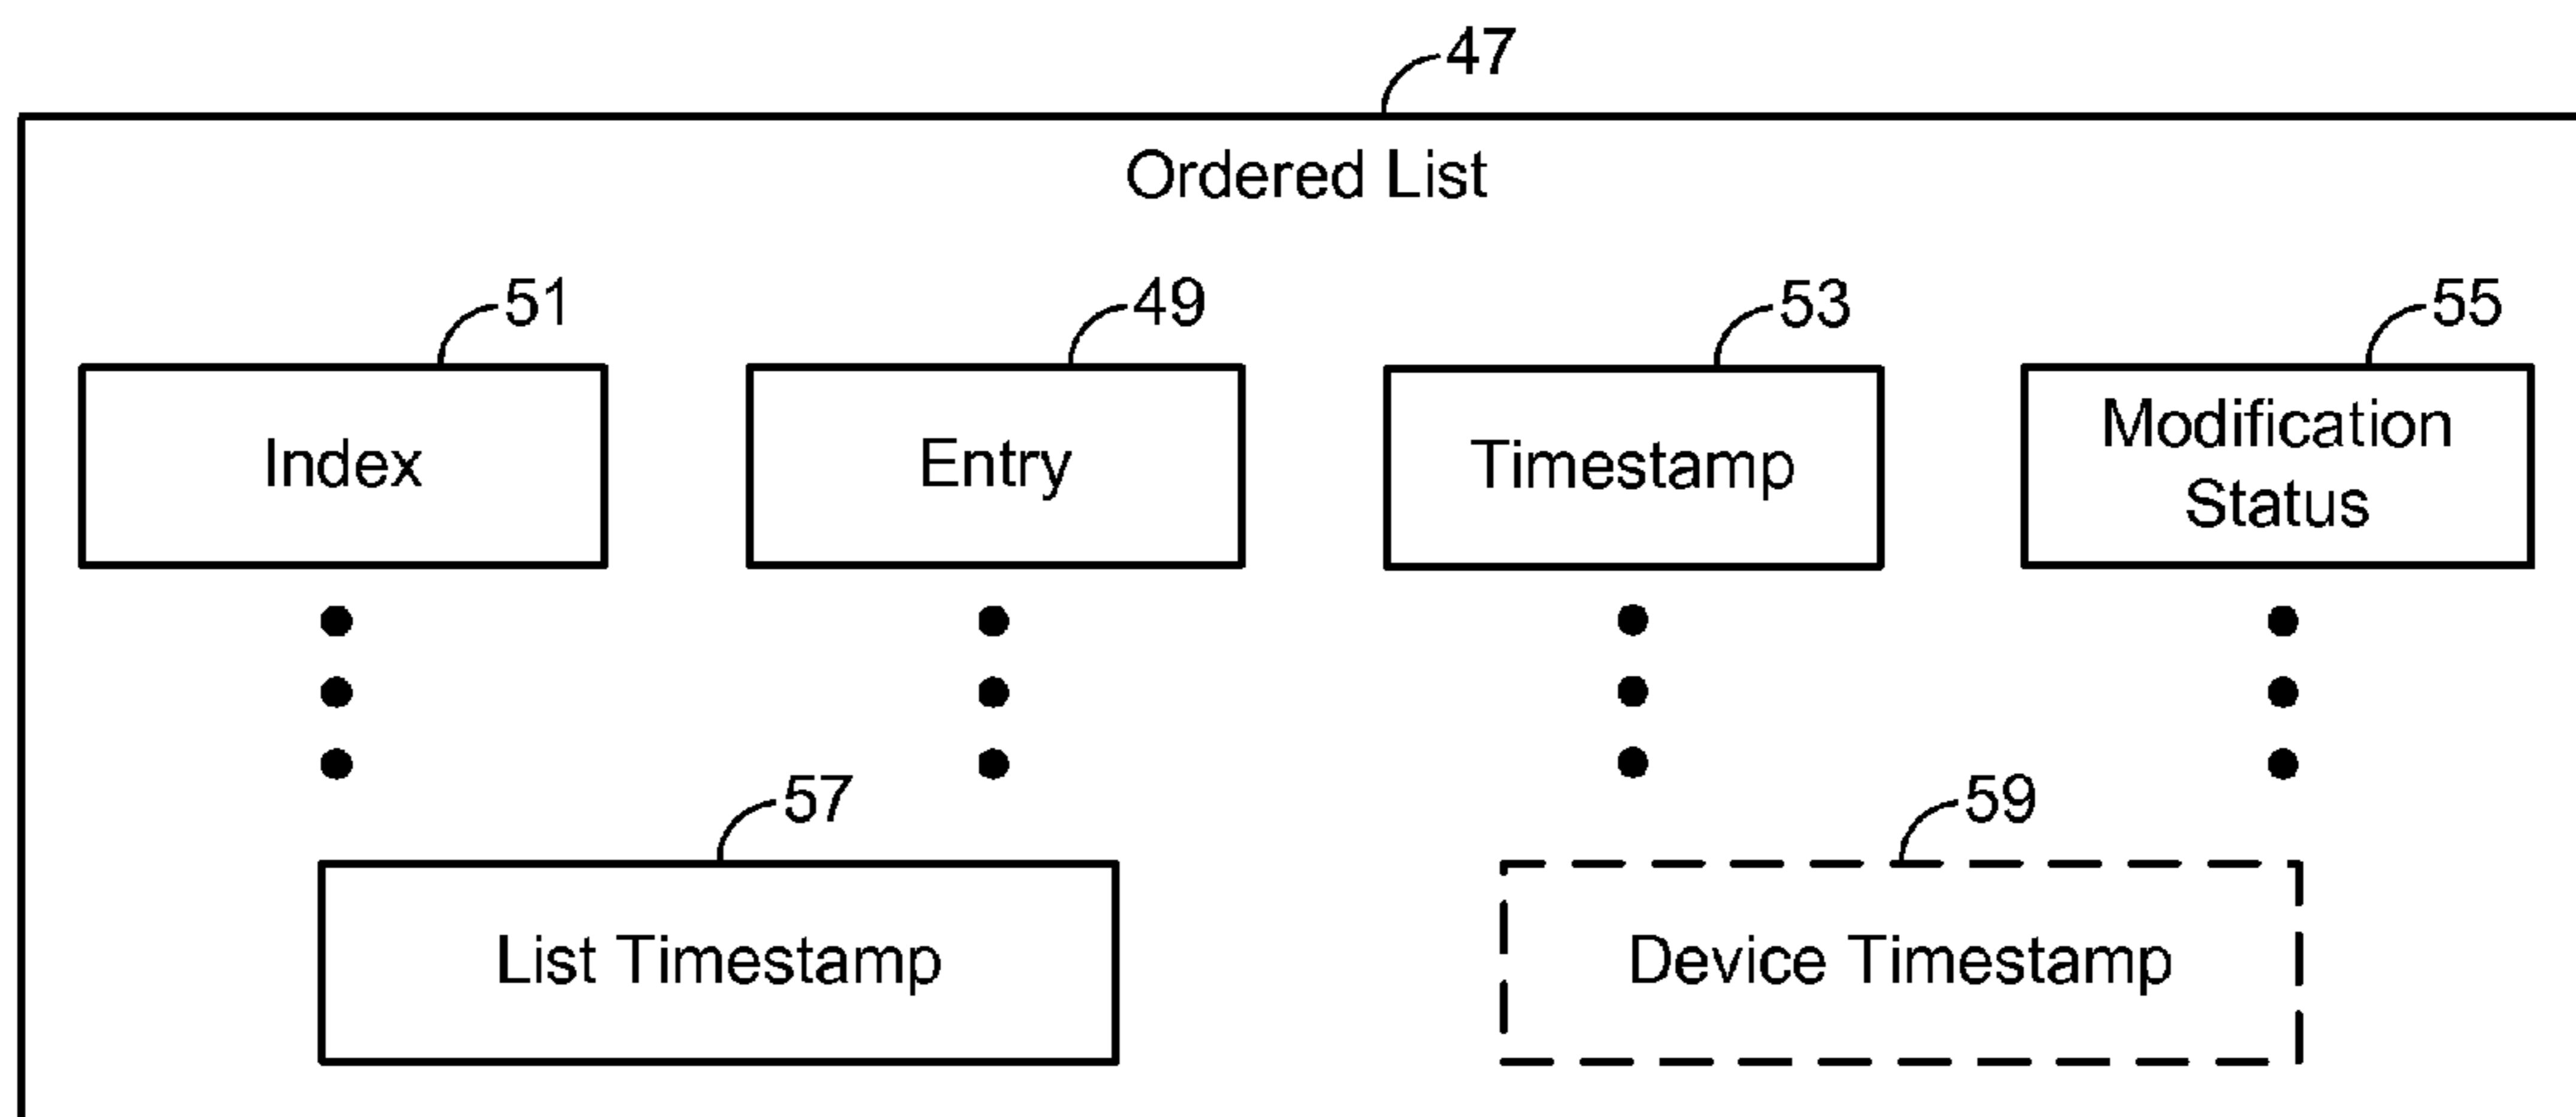 47
Ordered List
51
49
53
55
Index
Entry
Timestamp
Modification
Status
57
59
List Timestamp
Device Timestamp